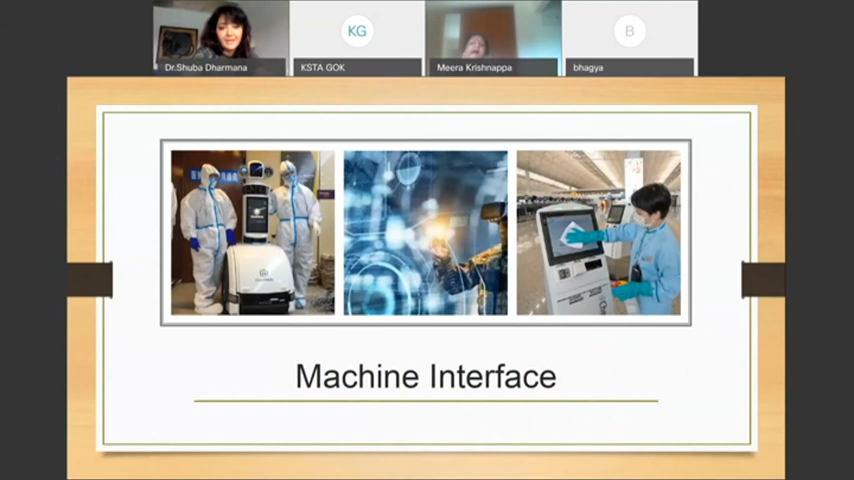 KG
B
Dr.Shuba Dharmana
KSTA GOK
Meera Krishnappa
bhagya
Machine Interface